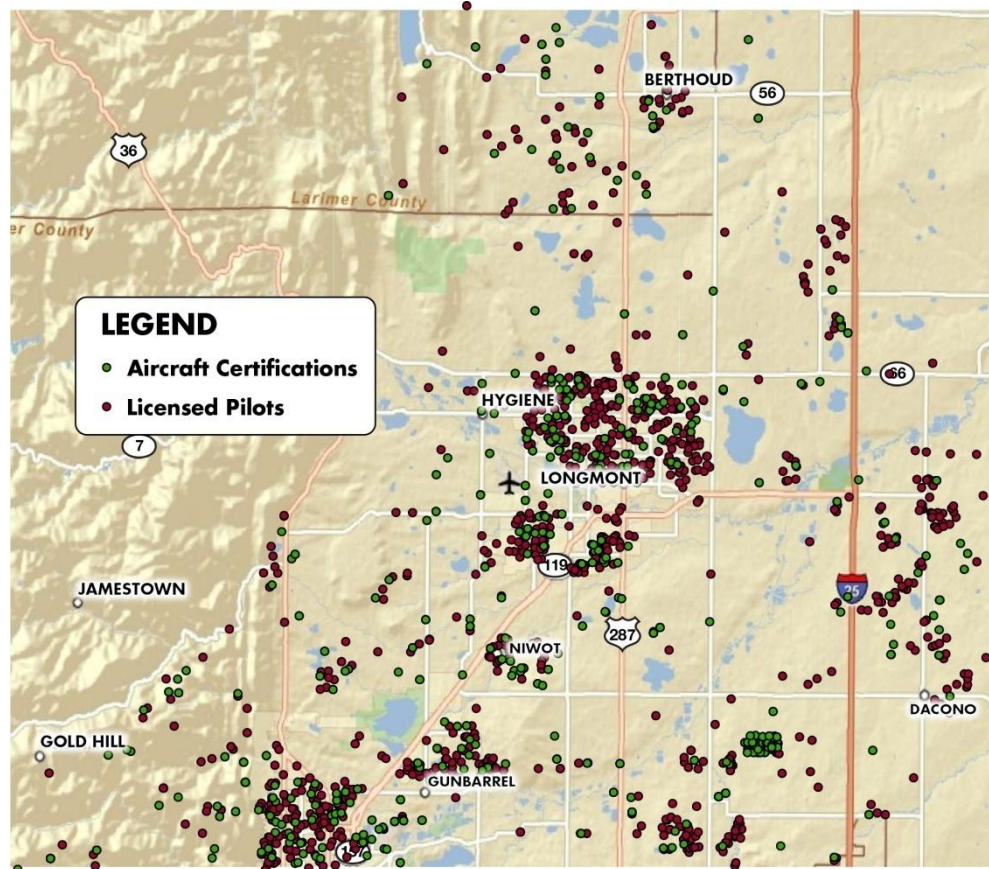 BERTHOUD
56
36
Larimer County
er County
LEGEND
Aircraft Certifications
Licensed Pilots
66
HYGIENE
7
LONGMONT
119
JAMESTOWN
25
287
NIWOT
DACONO
GOLD HILL
GUNBARREL